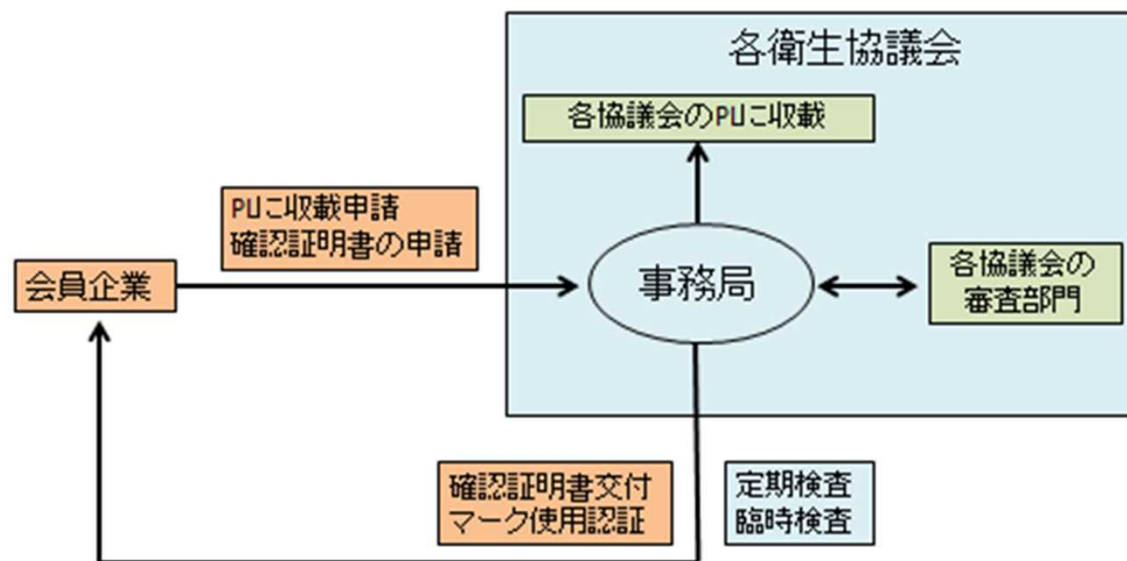 各衛生協議会
各協議会のPLに収載
PLに収載申請
確認証明書の申請
会員企業
事務局
各協議会の
審査部門
確認証明書交付
マーク使用認証
定期検査
臨時検査